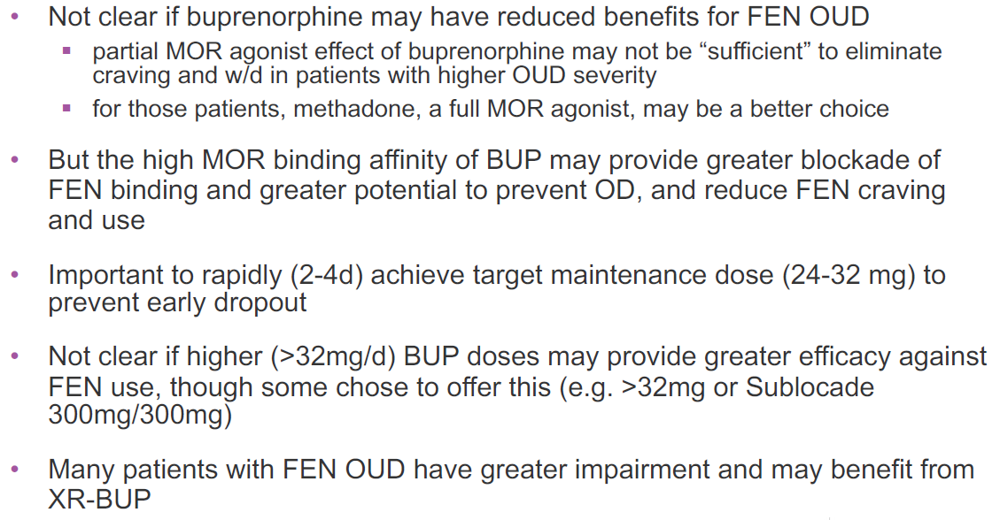 • Not clear if buprenorphine may have reduced benefits for FEN OUD
▪ partial MOR agonist effect of buprenorphine may not be “sufficient” to eliminate
craving and w/d in patients with higher OUD severity
▪ for those patients, methadone, a full MOR agonist, may be a better choice
• But the high MOR binding affinity of BUP may provide greater blockade of
FEN binding and greater potential to prevent OD, and reduce FEN craving
and use
• Important to rapidly (2-4d) achieve target maintenance dose (24-32 mg) to
prevent early dropout
• Not clear if higher (>32mg/d) BUP doses may provide greater efficacy against
FEN use, though some chose to offer this (e.g. >32mg or Sublocade
300mg/300mg)
• Many patients with FEN OUD have greater impairment and may benefit from
XR-BUP